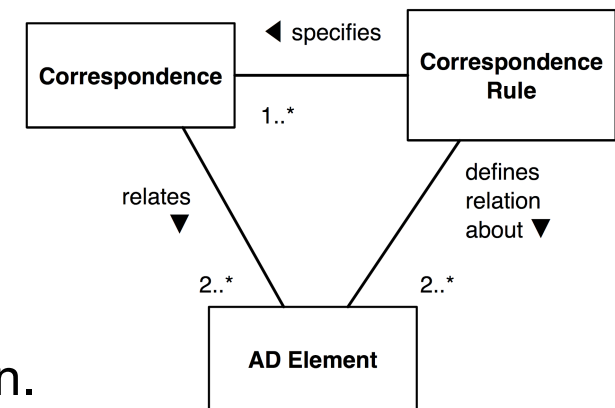 ◀ specifies
Correspondence
Correspondence
Rule
1..*
relates
▼
defines
relation
about ▼
2..*
2..*
AD Element
n.